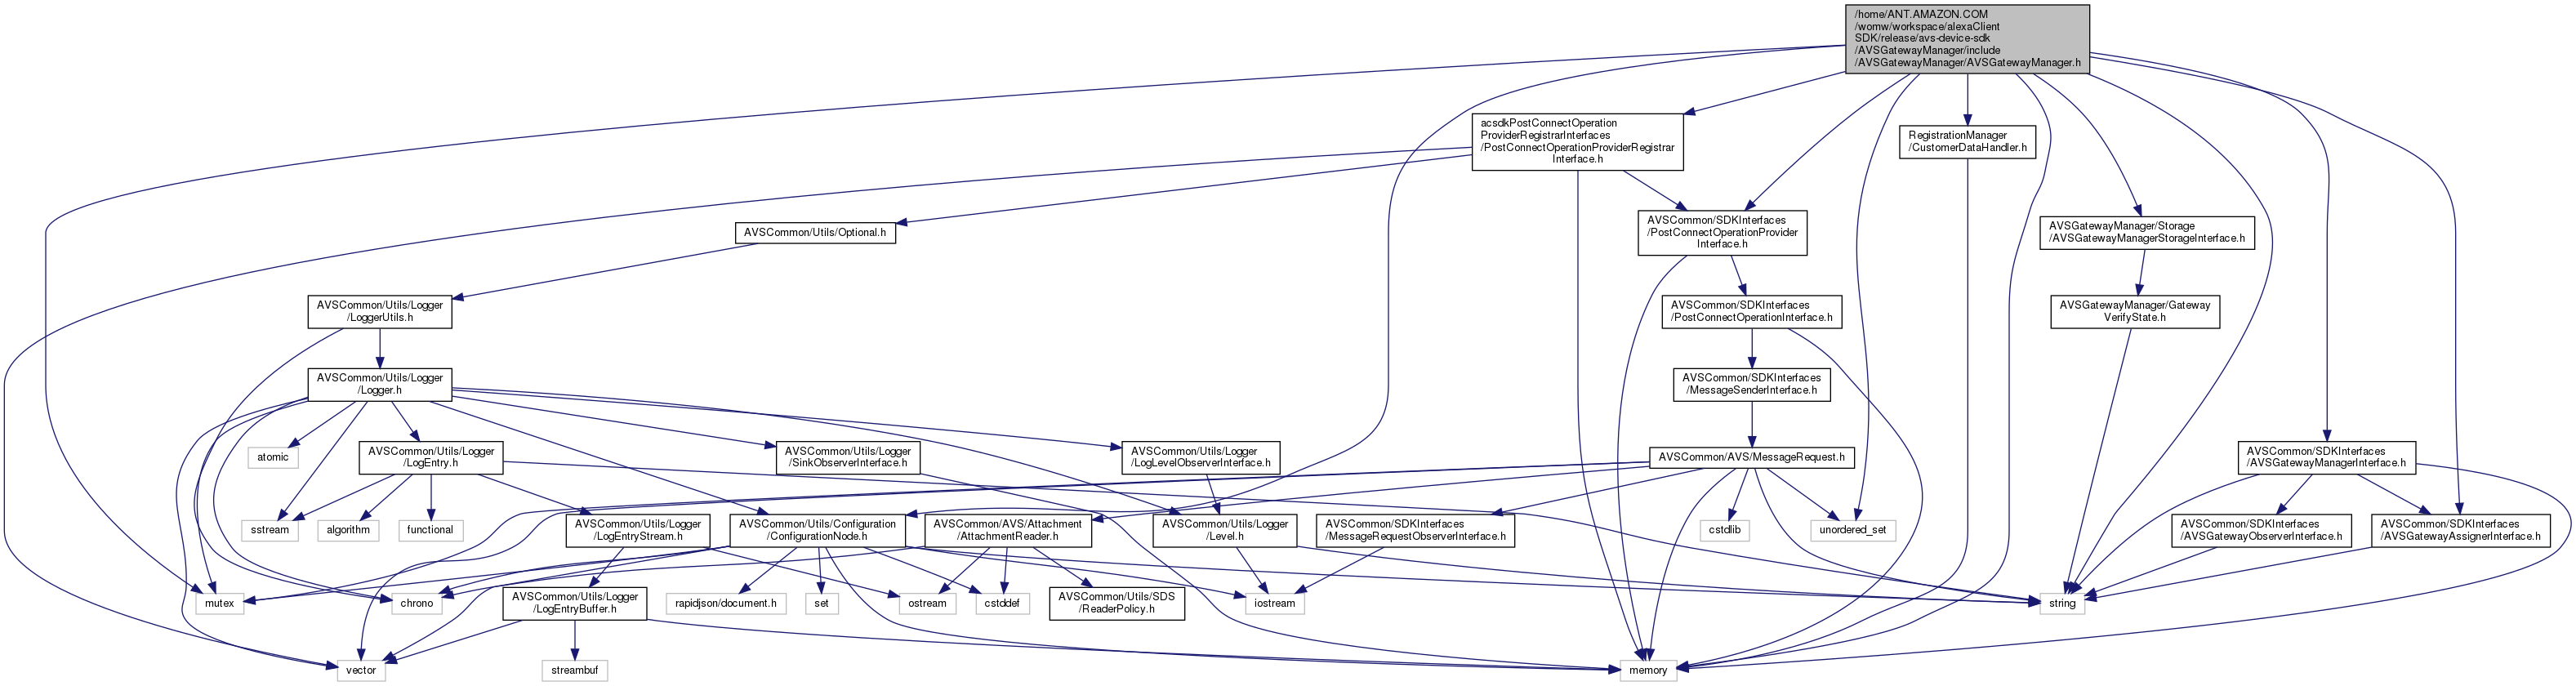 /home/ANT.AMAZON.COM
/womw/workspace/alexaClient
SDK/release/avs-device-sdk
/AVSGatewayManager/include
/AVSGatewayManager/AVSGatewayManager.h
acsdkPostConnectOperation
ProviderRegistrarInterfaces
/PostConnectOperationProviderRegistrar
Interface.h
RegistrationManager
/CustomerDataHandler.h
AVSCommon/Utils/Optional.h
AVSCommon/SDKInterfaces
/PostConnectOperationProvider
Interface.h
AVSGatewayManager/Storage
/AVSGatewayManagerStorageInterface.h
AVSCommon/Utils/Logger
/LoggerUtils.h
AVSCommon/SDKInterfaces
/PostConnectOperationInterface.h
AVSGatewayManager/Gateway
VerifyState.h
AVSCommon/Utils/Logger
/Logger.h
AVSCommon/SDKInterfaces
/MessageSenderInterface.h
atomic
AVSCommon/Utils/Logger
/LogEntry.h
AVSCommon/Utils/Logger
/SinkObserverInterface.h
AVSCommon/Utils/Logger
/LogLevelObserverInterface.h
AVSCommon/AVS/MessageRequest.h
AVSCommon/SDKInterfaces
/AVSGatewayManagerInterface.h
sstream
algorithm
functional
AVSCommon/Utils/Logger
/LogEntryStream.h
AVSCommon/Utils/Configuration
/ConfigurationNode.h
AVSCommon/AVS/Attachment
/AttachmentReader.h
AVSCommon/Utils/Logger
/Level.h
AVSCommon/SDKInterfaces
/MessageRequestObserverInterface.h
cstdlib
unordered_set
AVSCommon/SDKInterfaces
/AVSGatewayObserverInterface.h
AVSCommon/SDKInterfaces
/AVSGatewayAssignerInterface.h
mutex
chrono
AVSCommon/Utils/Logger
/LogEntryBuffer.h
rapidjson/document.h
set
ostream
cstddef
AVSCommon/Utils/SDS
/ReaderPolicy.h
iostream
string
vector
streambuf
memory